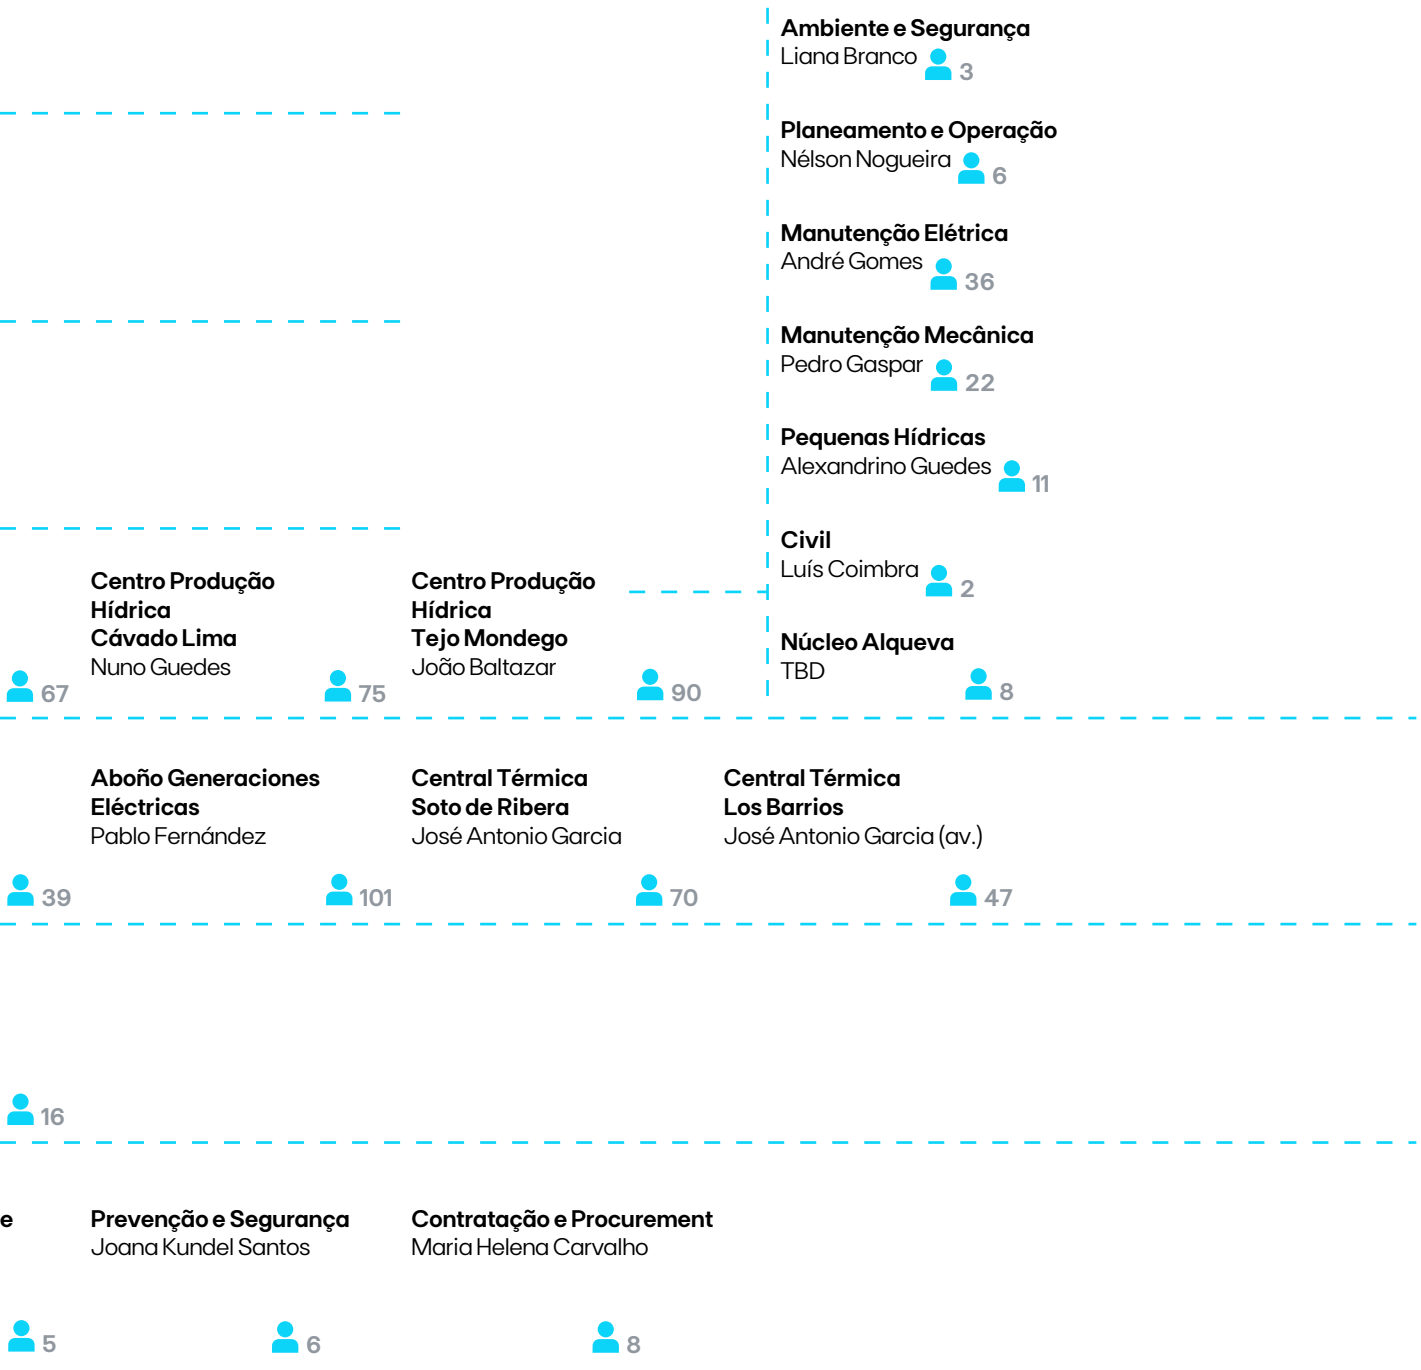 Ambiente e Segurança
Liana Branco
3
Planeamento e Operação
Nélson Nogueira
6
Manutenção Elétrica
André Gomes
36
Manutenção Mecânica
Pedro Gaspar
22
Pequenas Hídricas
Alexandrino Guedes
11
Civil
Luís Coimbra
2
Núcleo Alqueva
TBD
8
67
Centro Produção
Hídrica
Cávado Lima
Nuno Guedes
75
Centro Produção
Hídrica
Tejo Mondego
João Baltazar
90
39
Aboño Generaciones
Eléctricas
Pablo Fernández
101
Central Térmica
Soto de Ribera
José Antonio Garcia
70
Central Térmica
Los Barrios
José Antonio Garcia (av.)
47
16
e
5
Prevenção e Segurança
Joana Kundel Santos
6
Contratação e Procurement
Maria Helena Carvalho
8